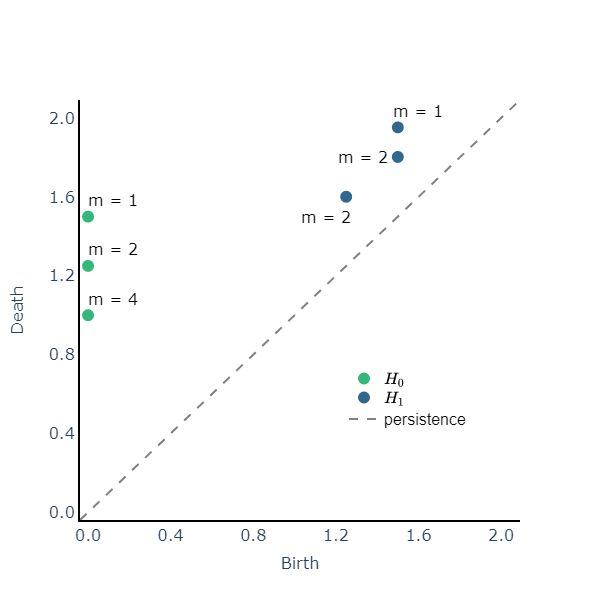 2.0
1.6
1.2
0.8
0.4
0.0
Death
m = 1
m = 2
m = 2
m = 1
m = 2
m = 4
H₀
H₁
persistence
0.0 0.4 0.8 1.2 1.6 2.0
Birth